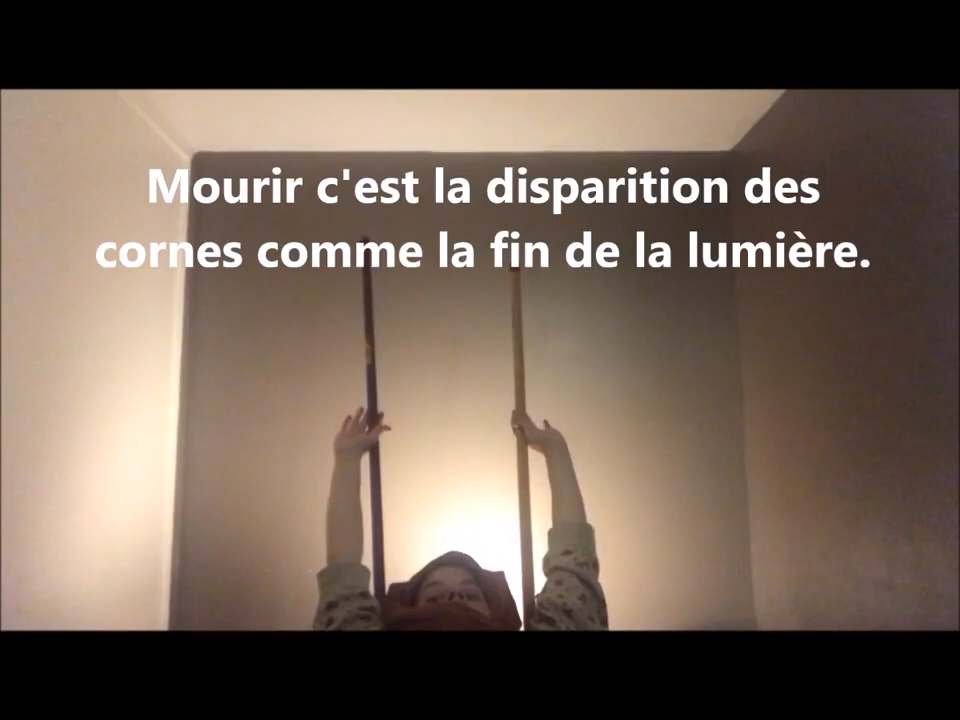 Mourir c'est la disparition des
cornes comme la fin de la lumière.